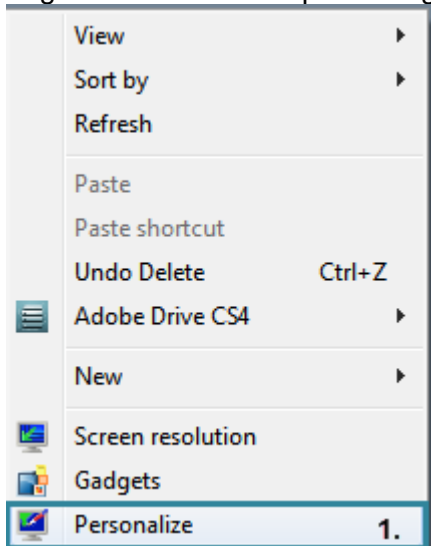 View
Sort by
Refresh
Paste
Paste shortcut
Undo Delete Ctrl+Z
Adobe Drive CS4
New
Screen resolution
Gadgets
Personalize 1.